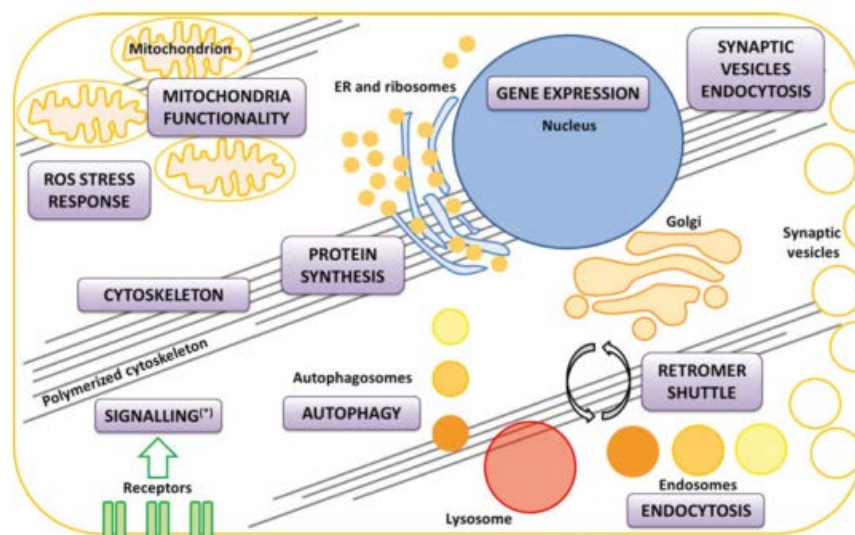 Mitochondrion
MITOCHONDRIA
FUNCTIONALITY
ROS STRESS
RESPONSE
ER and ribosomes
GENE EXPRESSION
Nucleus
SYNAPTIC
VESICLES
ENDOCYTOSIS
PROTEIN
SYNTHESIS
CYTOSKELETON
Polymerized cytoskeleton
Golgi
Synaptic
vesicles
SIGNALLING(*)
Receptors
Autophagosomes
AUTOPHAGY
RETROMER
SHUTTLE
Lysosome
Endosomes
ENDOCYTOSIS